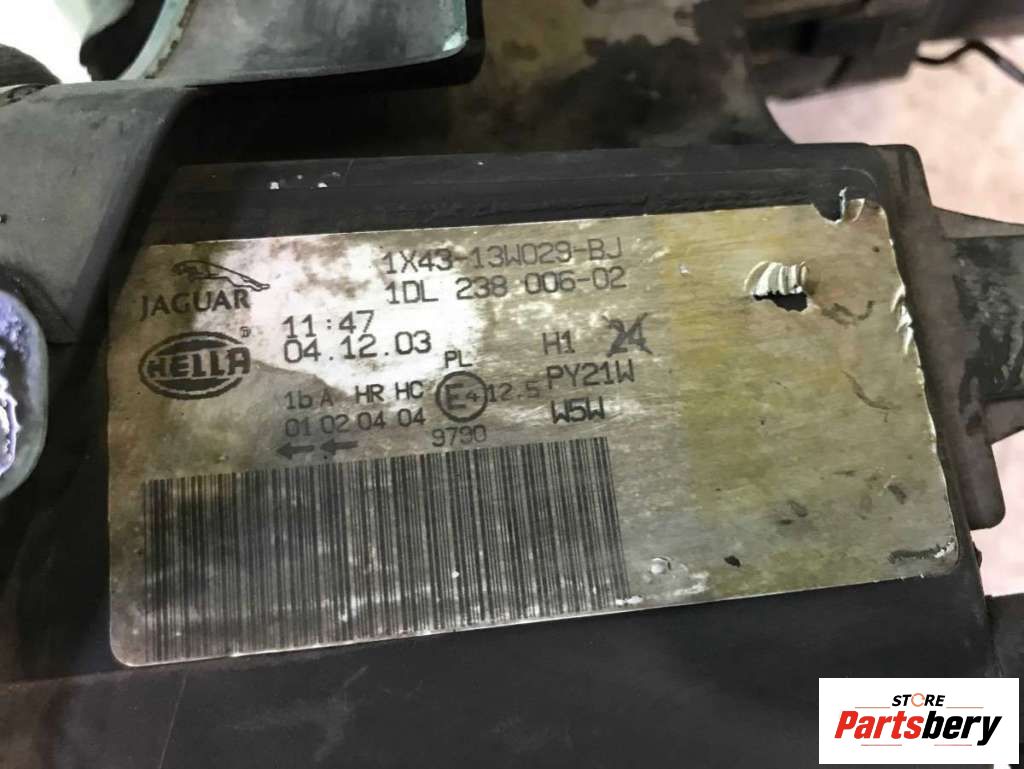 JAGUAR
1X43-13W029-BJ
1DL 238 006-02
HELLA
®
11:47
04.12.03
PL
H1
24
1b A HR HC E4 12.5 PY21W
01 02 04 04
W5W
9790
STORE
Partsbery